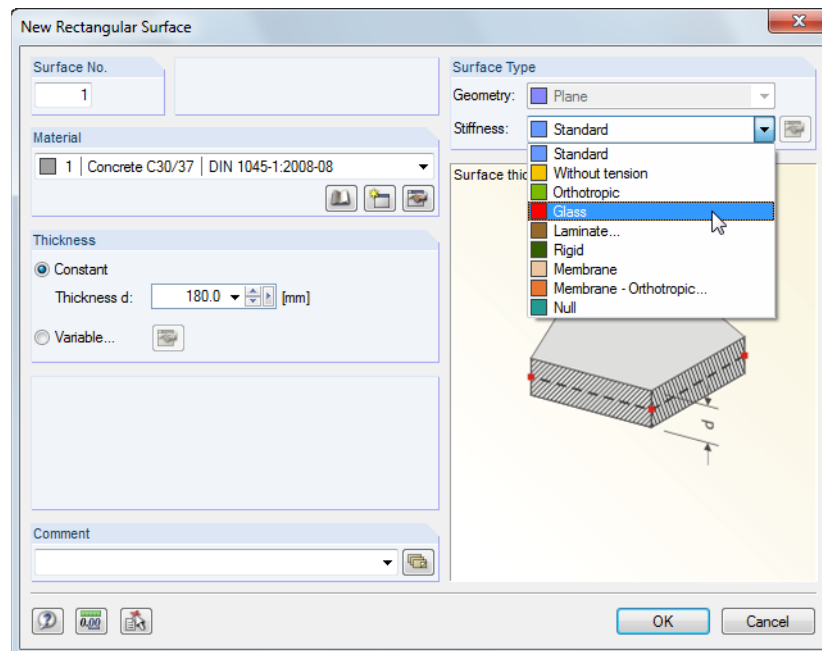 New Rectangular Surface
Surface No.
1
Material
1 Concrete C30/37 DIN 1045-1:2008-08
Thickness
Constant
Thickness d: 180.0 [mm]
Variable...
Comment
Surface Type
Geometry: Plane
Stiffness: Standard
Standard
Without tension
Orthotropic
Glass
Laminate...
Rigid
Membrane
Membrane - Orthotropic...
Null
Surface thic
d
0.00
OK Cancel